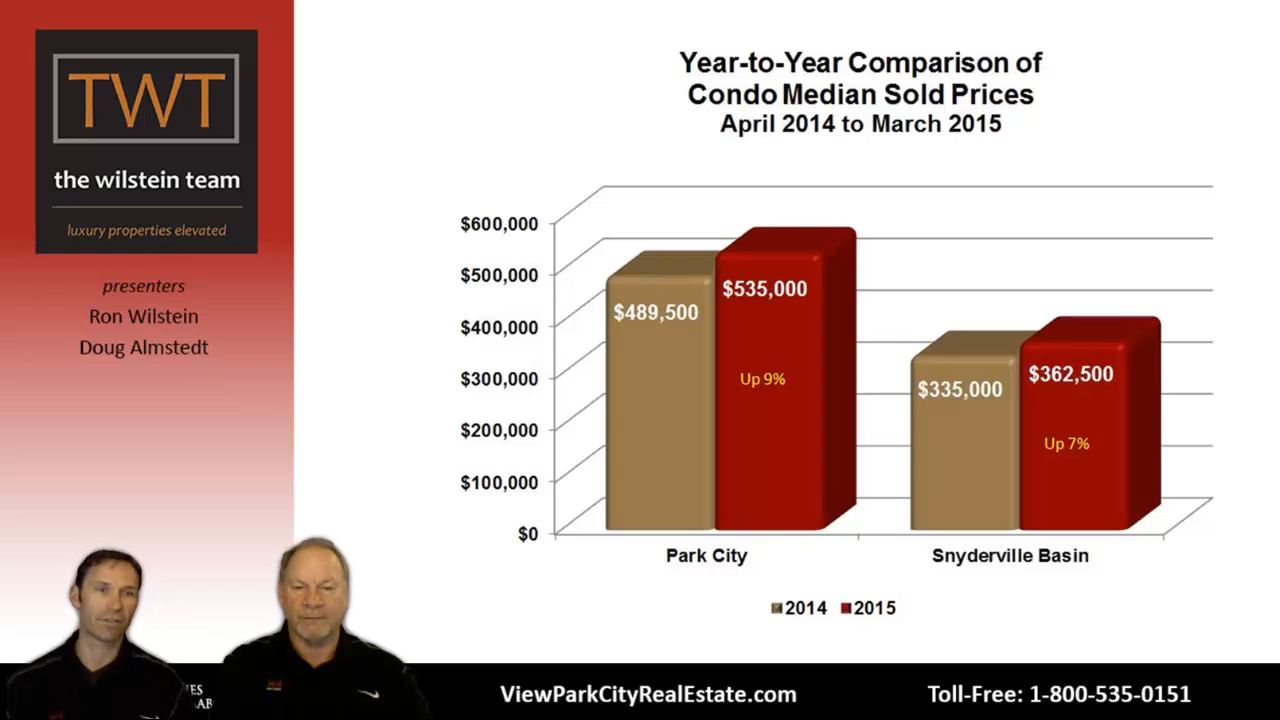 TWT
the wilstein team
luxury properties elevated
presenters
Ron Wilstein
Doug Almstedt
Year-to-Year Comparison of
Condo Median Sold Prices
April 2014 to March 2015
$600,000
$500,000
$400,000
$300,000
$200,000
$100,000
$0
$489,500
$535,000
Up 9%
$335,000
$362,500
Up 7%
Park City
Snyderville Basin
2014
2015
ViewParkCityRealEstate.com
Toll-Free: 1-800-535-0151